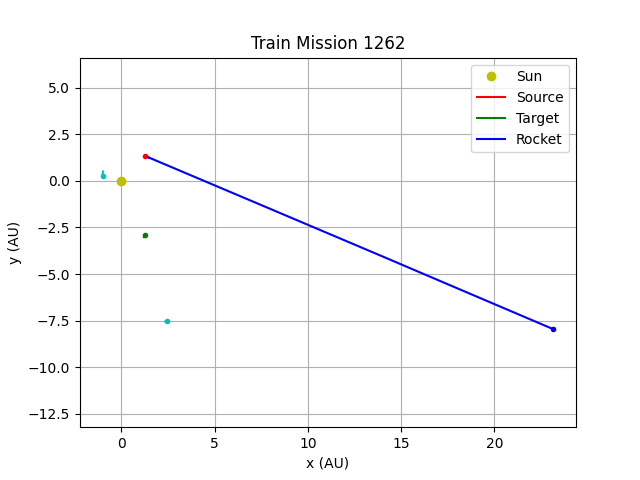 Train Mission 1262
Sun
Source
Target
Rocket
5.0
2.5
0.0
−2.5
−5.0
−7.5
−10.0
−12.5
y (AU)
0
5
10
15
20
x (AU)